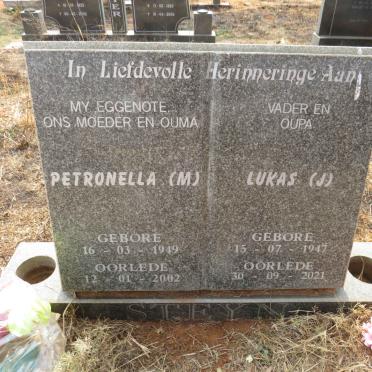 In Liefdevolle Herinneringe Aan
MY EGGENOTE,
ONS MOEDER EN OUMA
PETRONELLA (M)
GEBORE
16 - 03 - 1949
OORLEDE
12 - 01 - 2002
VADER EN
OUPA
LUKAS (J)
GEBORE
15 - 07 - 1947
OORLEDE
30 - 09 - 2021
STEYN